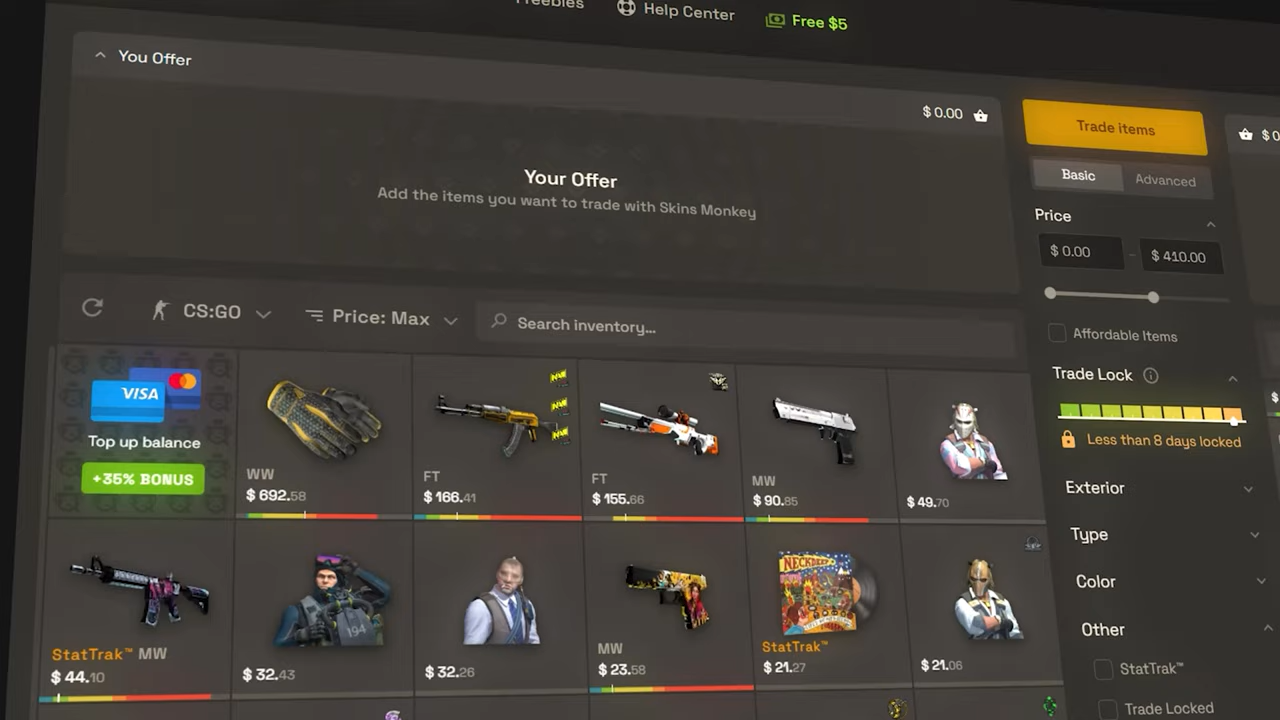 Freebies
Help Center
Free $5
You Offer
$ 0.00
Your Offer
Add the items you want to trade with Skins Monkey
Trade items
Basic
Advanced
Price
$ 0.00
$ 410.00
Affordable Items
Trade Lock
Less than 8 days locked
Exterior
Type
Color
Other
StatTrak™
Trade Locked
CS:GO
Price: Max
Search inventory...
VISA
Top up balance
+35% BONUS
WW
$ 692.58
FT
$ 166.41
FT
$ 155.66
MW
$ 90.85
$ 49.70
StatTrak™ MW
$ 44.10
194
$ 32.43
$ 32.26
MW
$ 23.58
NECKDEEP
StatTrak™
$ 21.27
$ 21.06